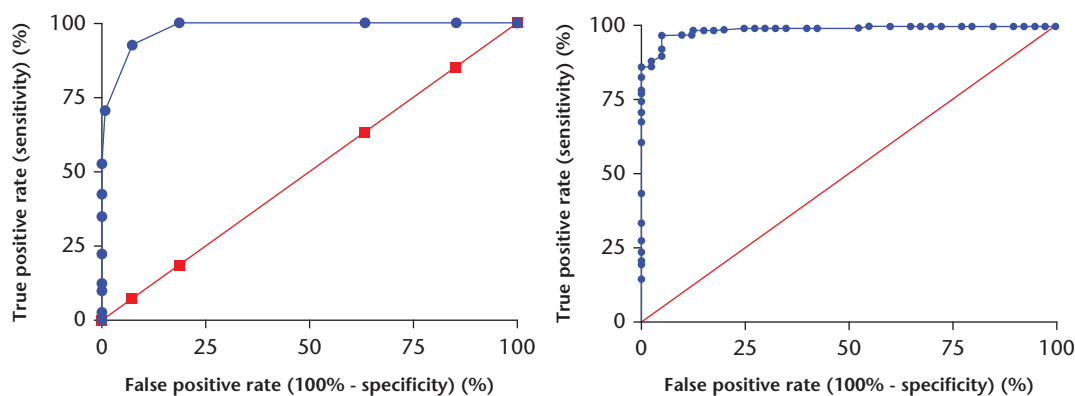 True positive rate (sensitivity) (%)
100
75
50
25
0
0 25 50 75 100
False positive rate (100% - specificity) (%)
True positive rate (sensitivity) (%)
100
75
50
25
0
0 25 50 75 100
False positive rate (100% - specificity) (%)